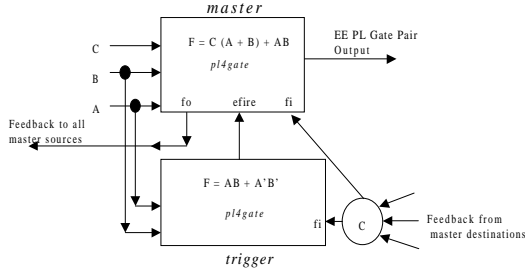 master
C
B
A
F = C (A + B) + AB
pl4gate
fo efire fi
EE PL Gate Pair
Output
Feedback to all
master sources
F = AB + A'B'
pl4gate
fi
C
Feedback from
master destinations
trigger